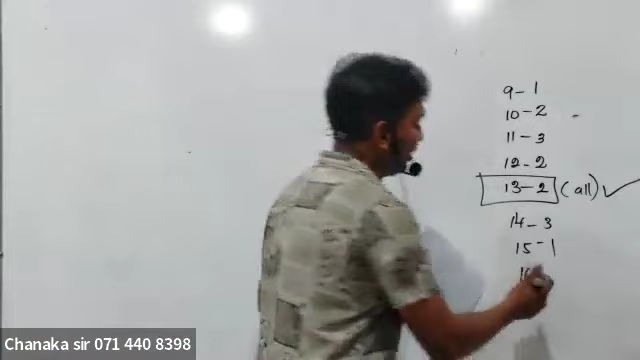 9 - 1
10 - 2
11 - 3
12 - 2
13 - 2 (all) ✓
14 - 3
15 - 1
Chanaka sir 071 440 8398